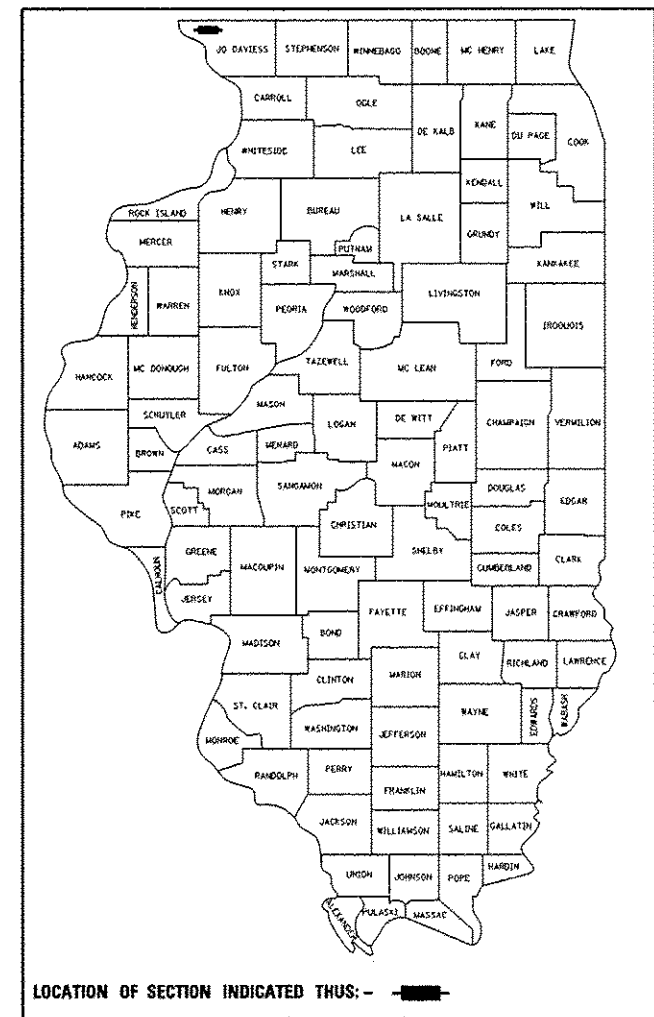 JO DAVIESS STEPHENSON WINNEBAGO BOONE MC HENRY LAKE
CARROLL OGLE
DE KALB KANE DU PAGE COOK
WHITESIDE LEE
KENDALL WILL
ROCK ISLAND HENRY BUREAU LA SALLE
MERCER PUTNAM GRUNDY
STARK MARSHALL KANKAKEE
HENDERSON WARREN KNOX PEORIA WOODFORD LIVINGSTON IROQUOIS
HANCOCK MC DONOUGH FULTON TAZEWELL MC LEAN FORD
SCHUYLER MASON LOGAN DE WITT CHAMPAIGN VERMILION
ADAMS BROWN CASS MENARD PIATT
MACON
PIKE SCOTT MORGAN SANGAMON MOULTRIE DOUGLAS EDGAR
CHRISTIAN COLES
CALHOUN GREENE MACOUPIN MONTGOMERY SHELBY CUMBERLAND CLARK
JERSEY FAYETTE EFFINGHAM JASPER CRAWFORD
MADISON BOND
CLAY RICHLAND LAWRENCE
CLINTON MARION
ST. CLAIR WAYNE EDWARDS WABASH
MONROE WASHINGTON JEFFERSON
RANDOLPH PERRY HAMILTON WHITE
FRANKLIN
JACKSON WILLIAMSON SALINE GALLATIN
UNION JOHNSON POPE HARDIN
ALEXANDER PULASKI MASSAC
LOCATION OF SECTION INDICATED THUS: -